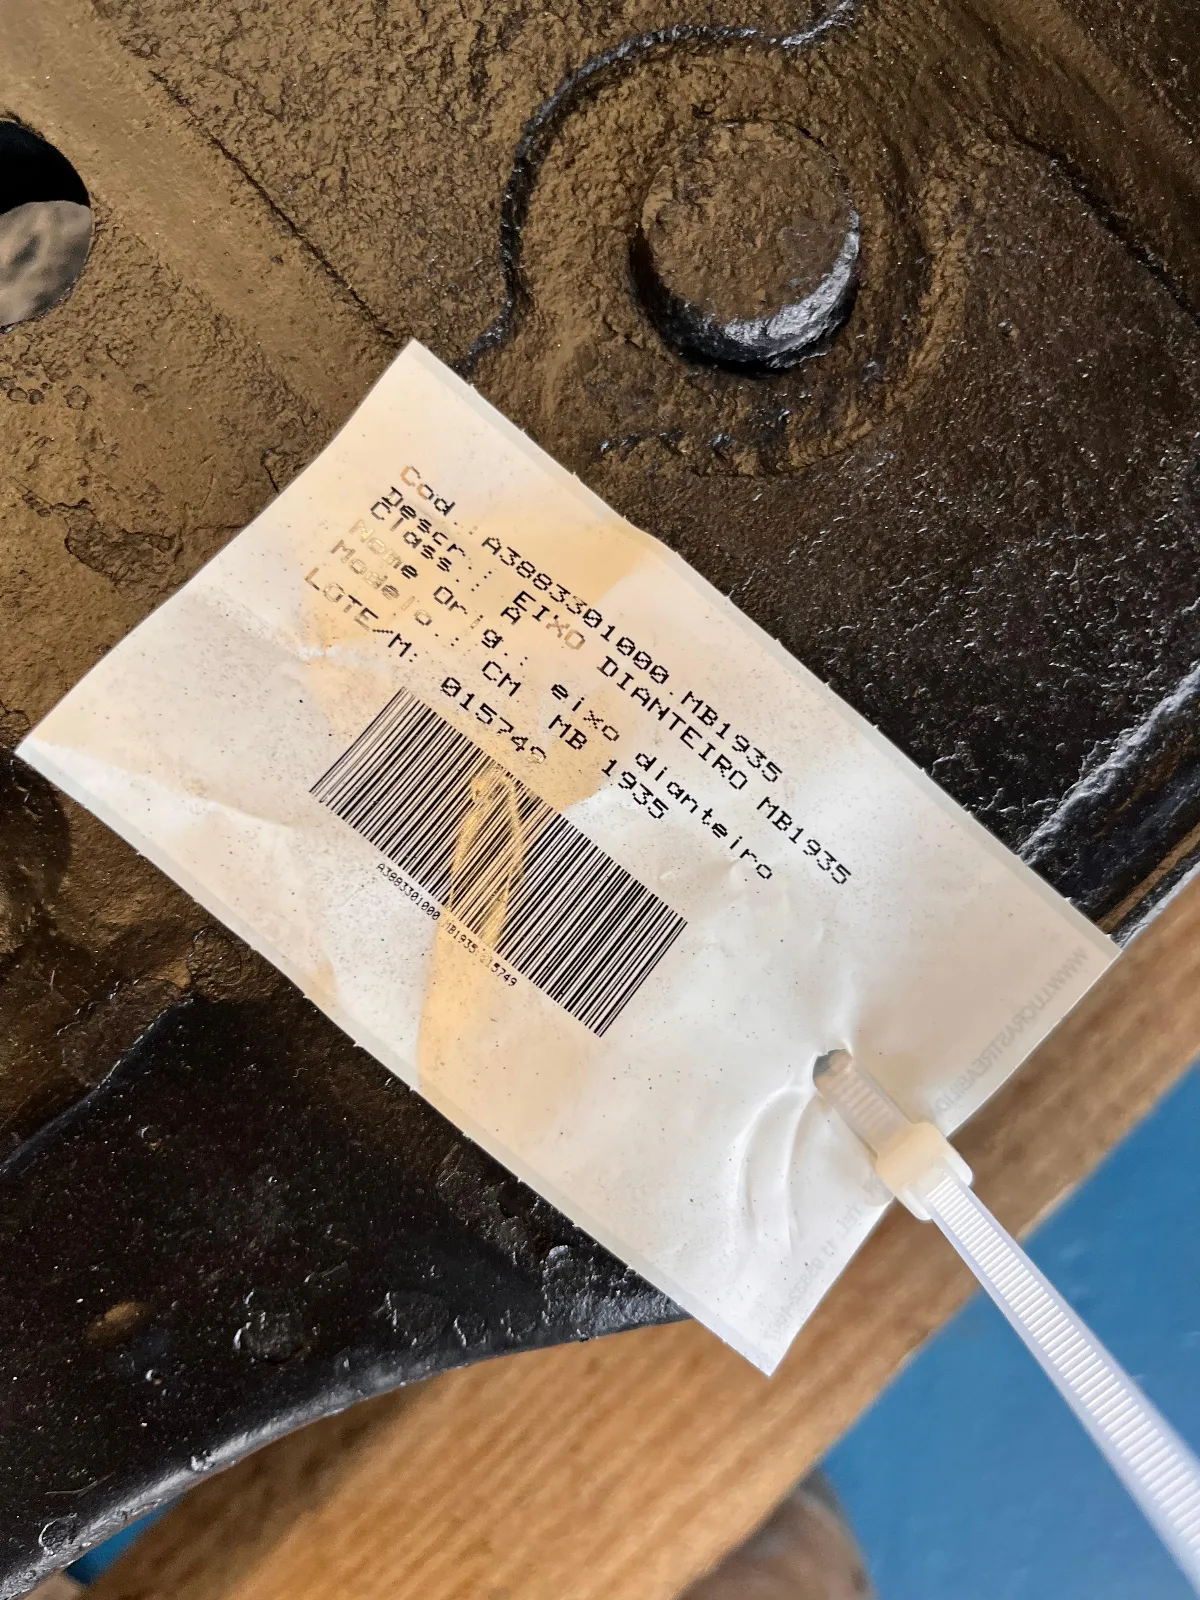 Cod.: A3883301000.MB1935
Descr.: EIXO DIANTEIRO MB1935
Class.: A
Nome Orig.: eixo dianteiro
Modelo.: CM MB 1935
LOTE/M: 015749
A3883301000.MB1935.015749